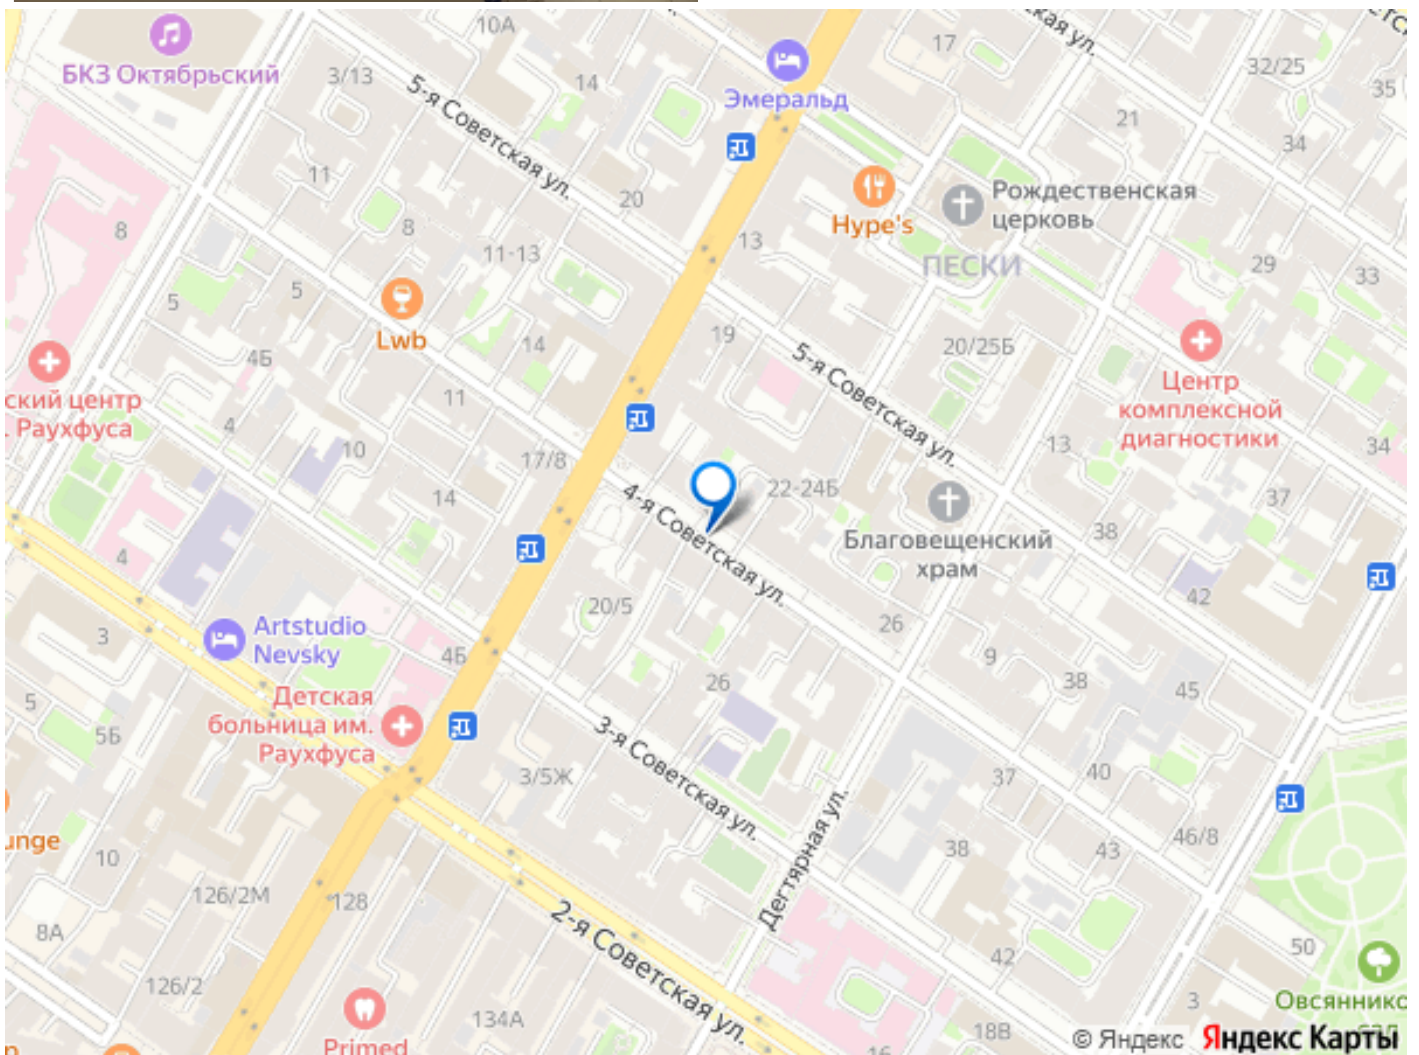 10А
17
кая ул.
БКЗ Октябрьский
3/13
14
Эмеральд
32/25
35
5-я Советская ул.
21
34
11
20
Hype's
Рождественская
церковь
8
8
11-13
13
ПЕСКИ
29
33
5
5
Lwb
14
19
4Б
5-я Советская ул.
20/25Б
Центр
комплексной
диагностики
ский центр
Раухфуса
11
4
10
17/8
13
34
14
4-я Советская ул.
22-24Б
37
Благовещенский
храм
38
4
42
20/5
26
Artstudio
Nevsky
3
4Б
9
38
45
26
Детская
больница им.
Раухфуса
5
5Б
3-я Советская ул.
3/5Ж
37
40
Дегтярная ул.
unge
10
38
43
46/8
126/2М
128
2-я Советская ул.
8А
50
42
126/2
3
Овсяннико
134А
18В
Primed
16
© Яндекс Яндекс Карты